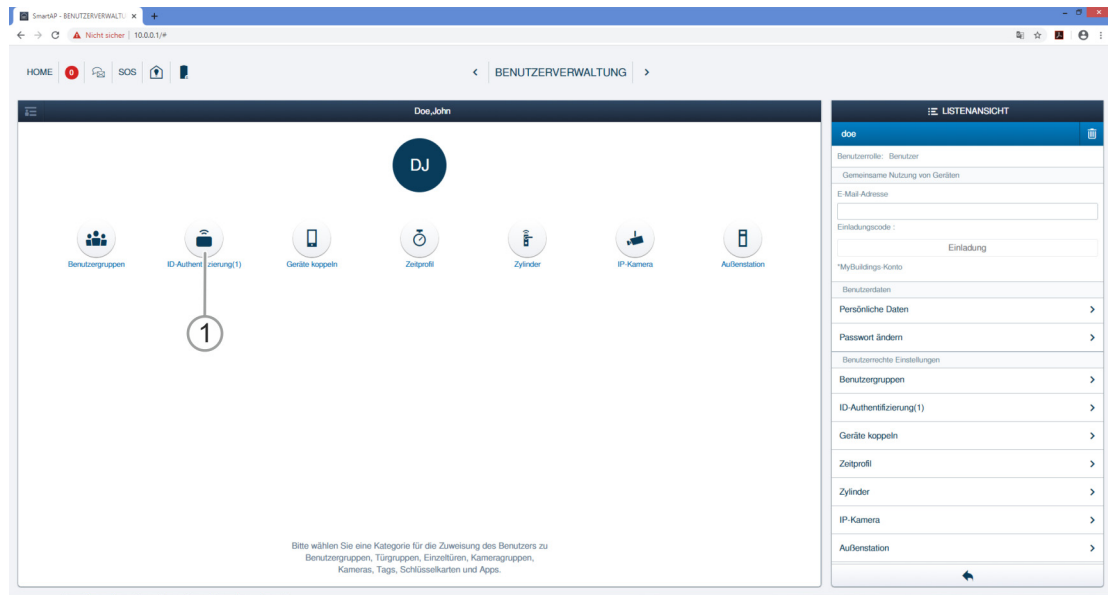 SmartAP - BENUTZERVERWALTU
Nicht sicher | 10.0.0.1/#
HOME 0 SOS
BENUTZERVERWALTUNG
Doe,John
DJ
Benutzergruppen
ID-Authentifizierung(1)
Geräte koppeln
Zeitprofil
Zylinder
IP-Kamera
Außenstation
1
Bitte wählen Sie eine Kategorie für die Zuweisung des Benutzers zu
Benutzergruppen, Türgruppen, Einzeltüren, Kameragruppen,
Kameras, Tags, Schlüsselkarten und Apps.
LISTENANSICHT
doe
Benutzerrolle: Benutzer
Gemeinsame Nutzung von Geräten
E-Mail-Adresse
Einladungscode :
Einladung
*MyBuildings-Konto
Benutzerdaten
Persönliche Daten
Passwort ändern
Benutzerrechte Einstellungen
Benutzergruppen
ID-Authentifizierung(1)
Geräte koppeln
Zeitprofil
Zylinder
IP-Kamera
Außenstation